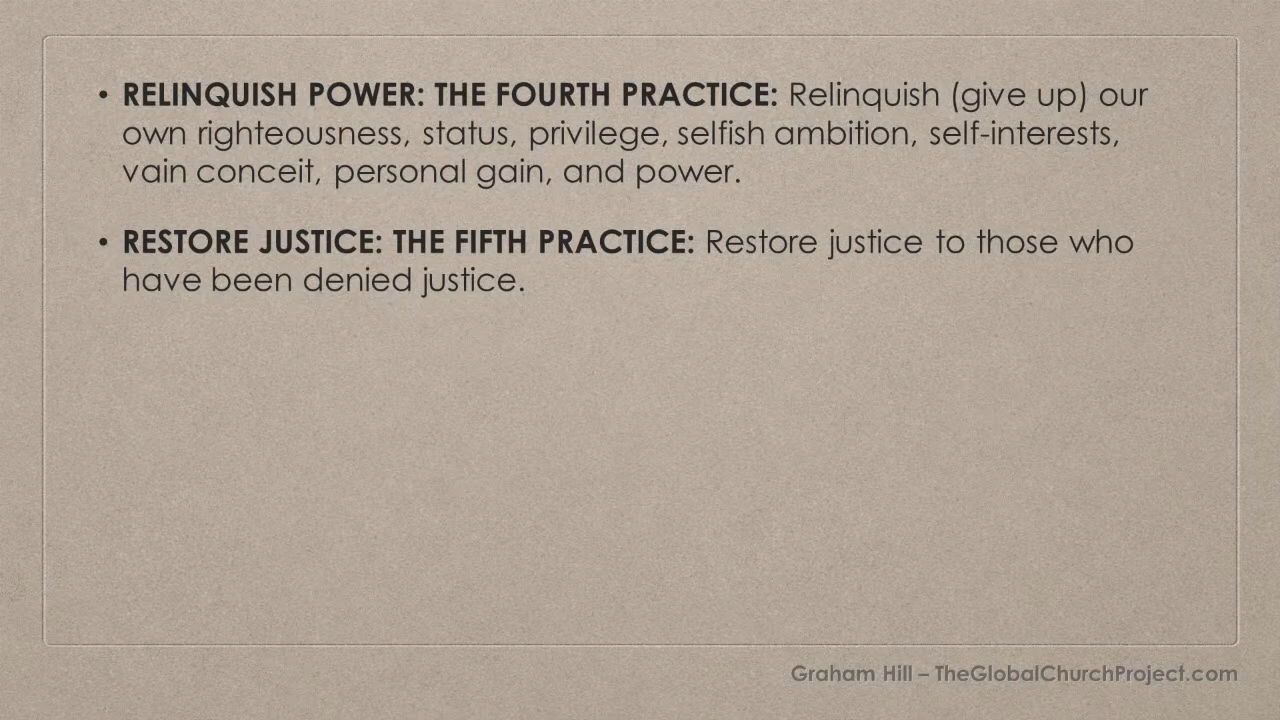 • RELINQUISH POWER: THE FOURTH PRACTICE: Relinquish (give up) our
own righteousness, status, privilege, selfish ambition, self-interests,
vain conceit, personal gain, and power.
• RESTORE JUSTICE: THE FIFTH PRACTICE: Restore justice to those who
have been denied justice.
Graham Hill – TheGlobalChurchProject.com